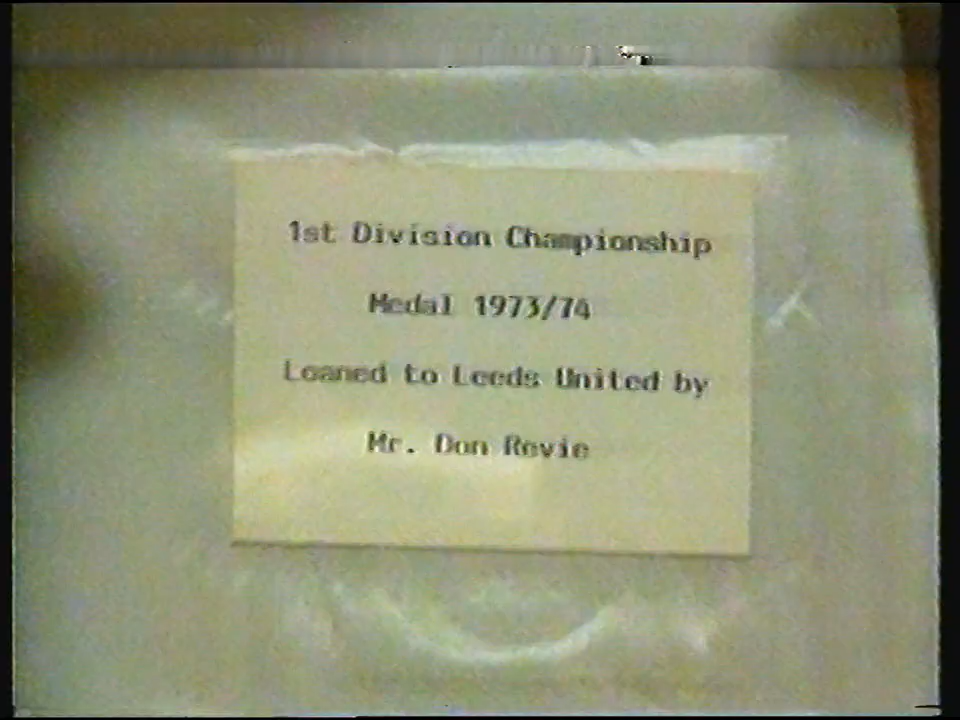 1st Division Championship
Medal 1973/74
Loaned to Leeds United by
Mr. Don Revie